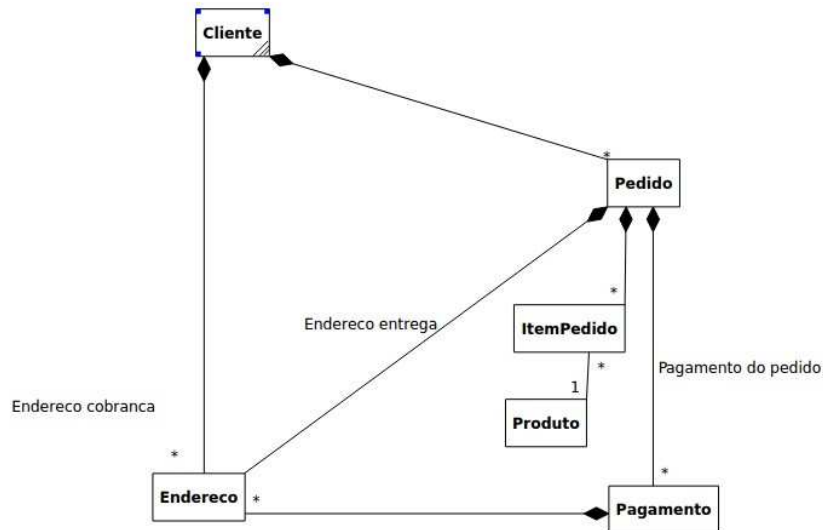 Cliente
*
Pedido
*
Endereco entrega
ItemPedido
*
Pagamento do pedido
1
Endereco cobranca
Produto
*
*
Endereco
*
Pagamento